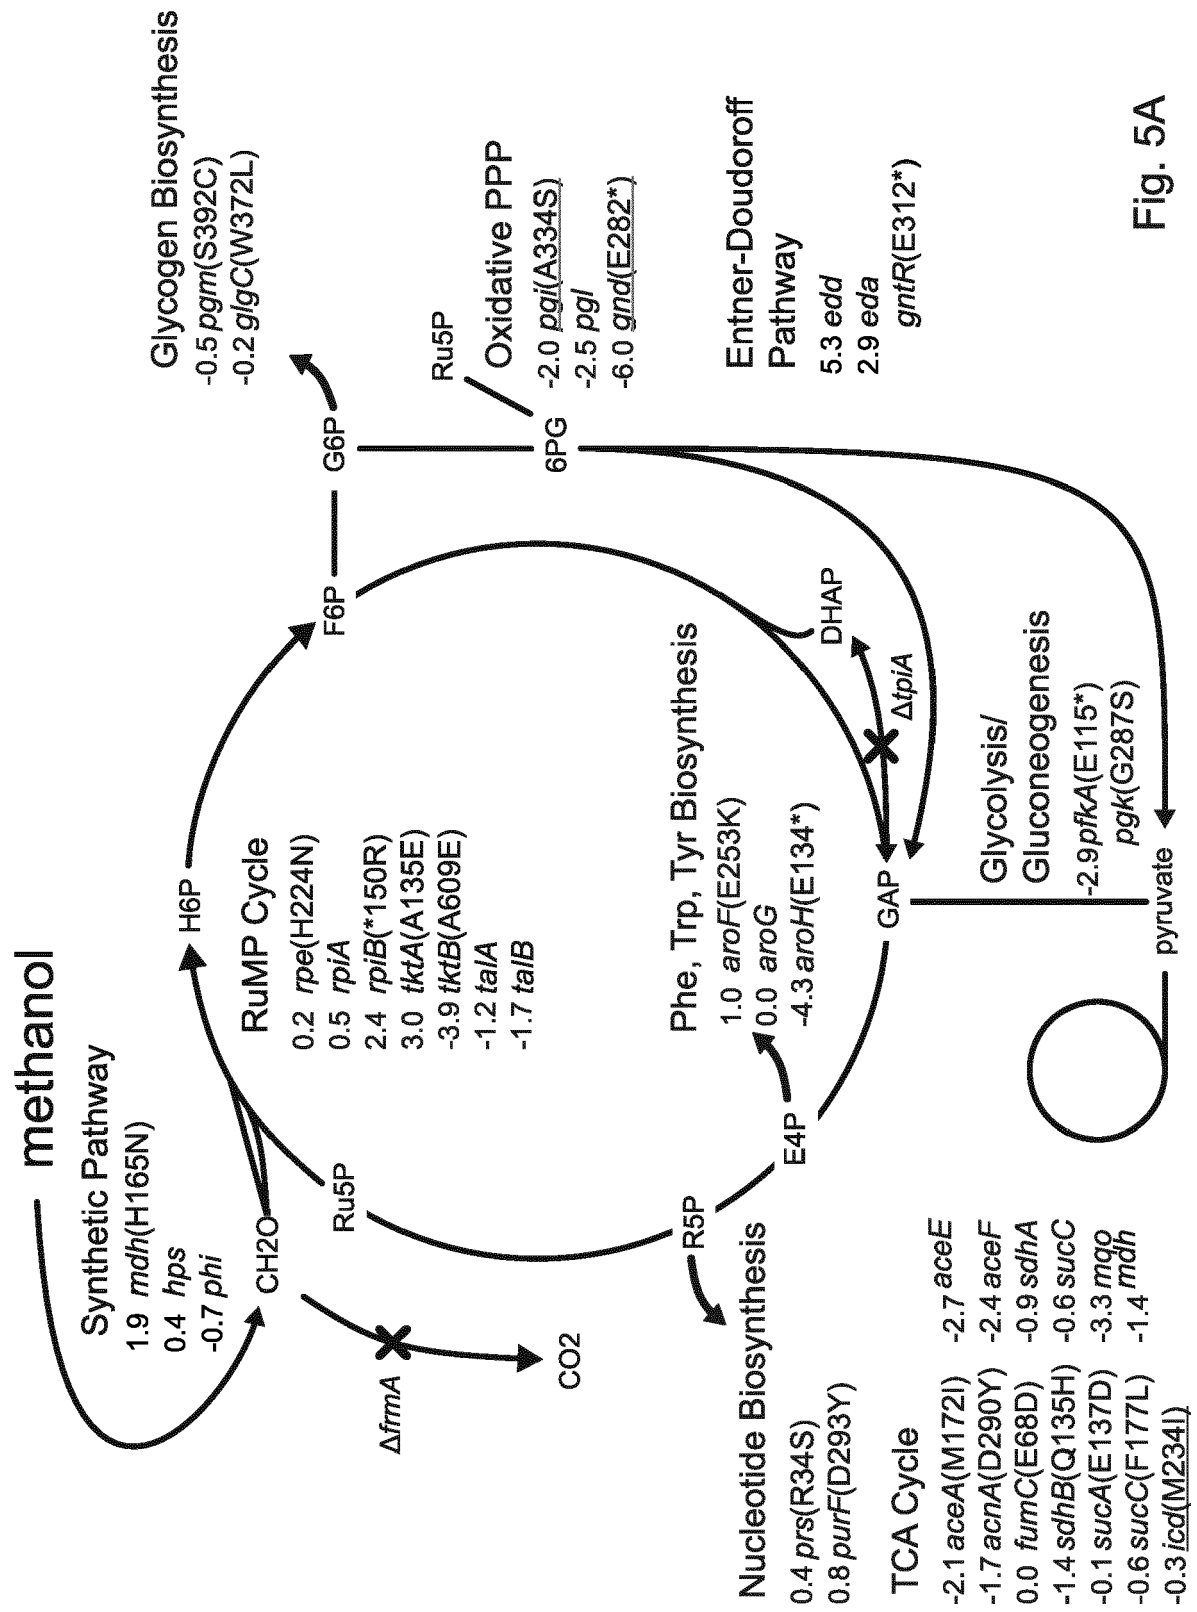 methanol
Synthetic Pathway
1.9 mdh(H165N)
0.4 hps
-0.7 phi
CH2O
ΔfrmA
CO2
Ru5P
H6P
F6P
G6P
Glycogen Biosynthesis
-0.5 pgm(S392C)
-0.2 glgC(W372L)
RuMP Cycle
0.2 rpe(H224N)
0.5 rpiA
2.4 rpiB(*150R)
3.0 tktA(A135E)
-3.9 tktB(A609E)
-1.2 talA
-1.7 talB
Ru5P
Oxidative PPP
-2.0 pgi(A334S)
-2.5 pgl
-6.0 gnd(E282*)
6PG
Phe, Trp, Tyr Biosynthesis
1.0 aroF(E253K)
0.0 aroG
-4.3 aroH(E134*)
R5P
E4P
GAP
DHAP
ΔtpiA
Entner-Doudoroff
Pathway
5.3 edd
2.9 eda
gntR(E312*)
Nucleotide Biosynthesis
0.4 prs(R34S)
0.8 purF(D293Y)
Glycolysis/
Gluconeogenesis
-2.9 pfkA(E115*)
pgk(G287S)
pyruvate
TCA Cycle
-2.1 aceA(M172I) -2.7 aceE
-1.7 acnA(D290Y) -2.4 aceF
0.0 fumC(E68D) -0.9 sdhA
-1.4 sdhB(Q135H) -0.6 sucC
-0.1 sucA(E137D) -3.3 mqo
-0.6 sucC(F177L) -1.4 mdh
-0.3 icd(M234I)
Fig. 5A